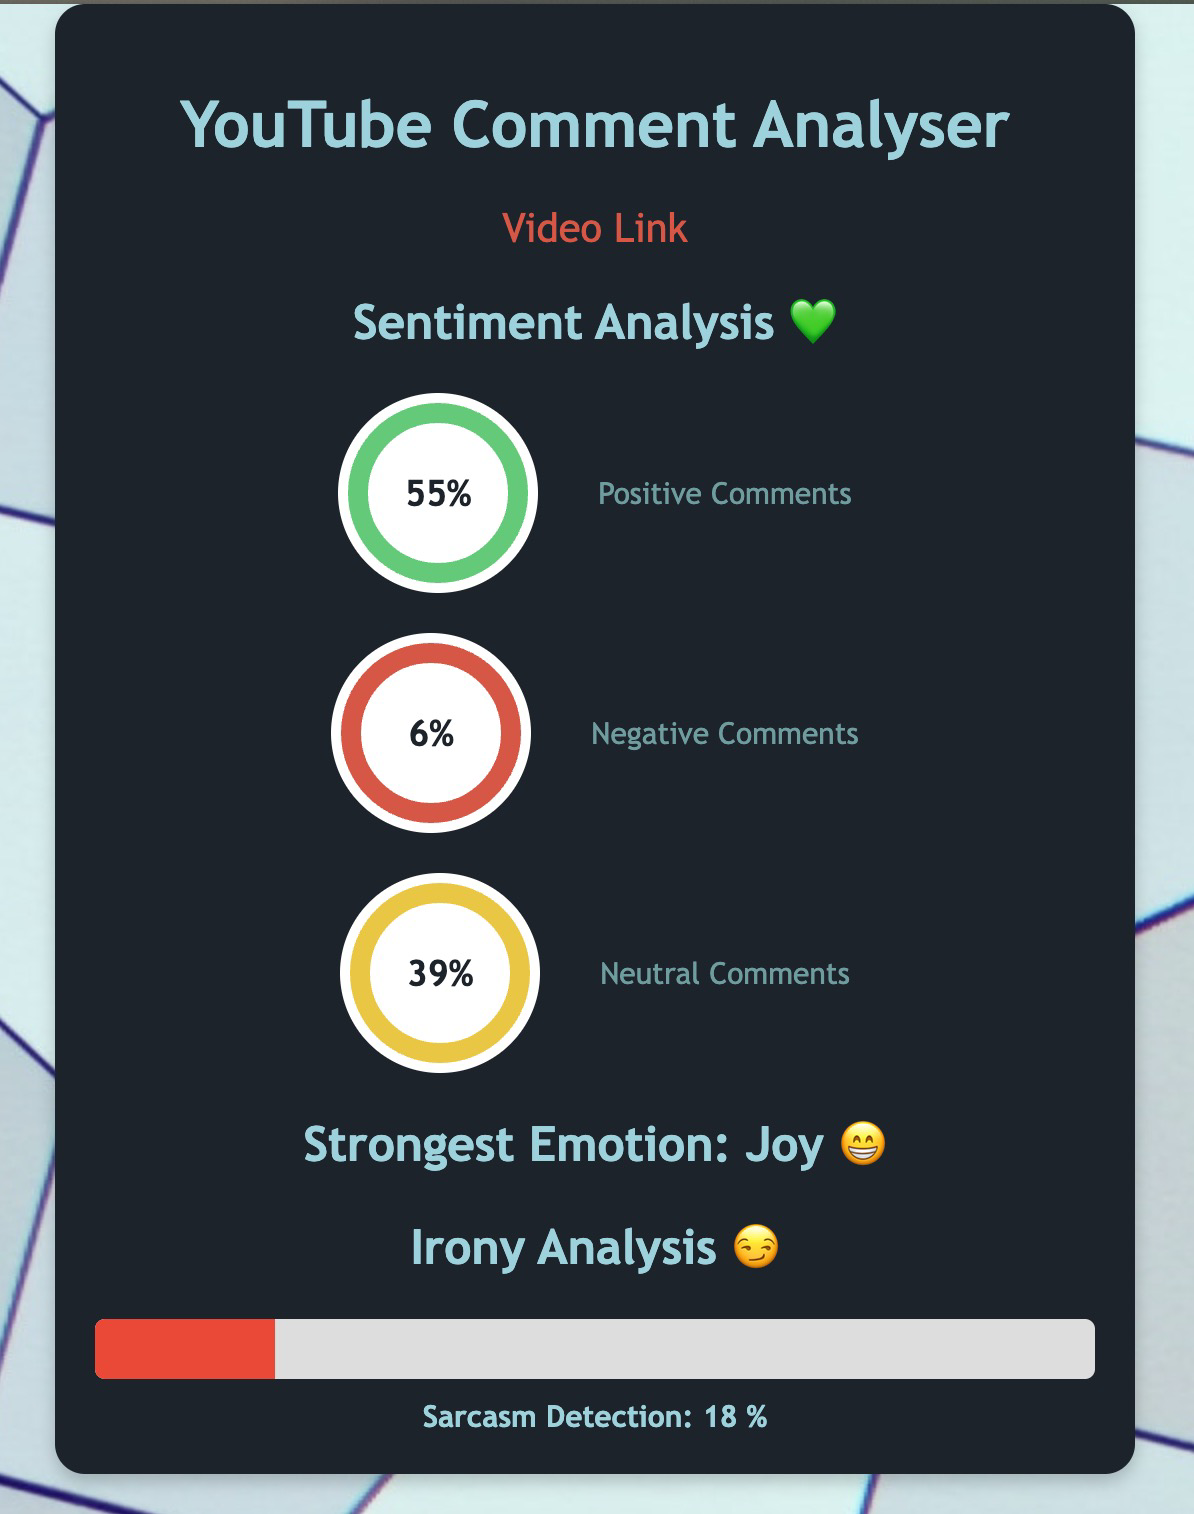 YouTube Comment Analyser
Video Link
Sentiment Analysis 💚
55%
Positive Comments
6%
Negative Comments
39%
Neutral Comments
Strongest Emotion: Joy 😁
Irony Analysis 😏
Sarcasm Detection: 18 %